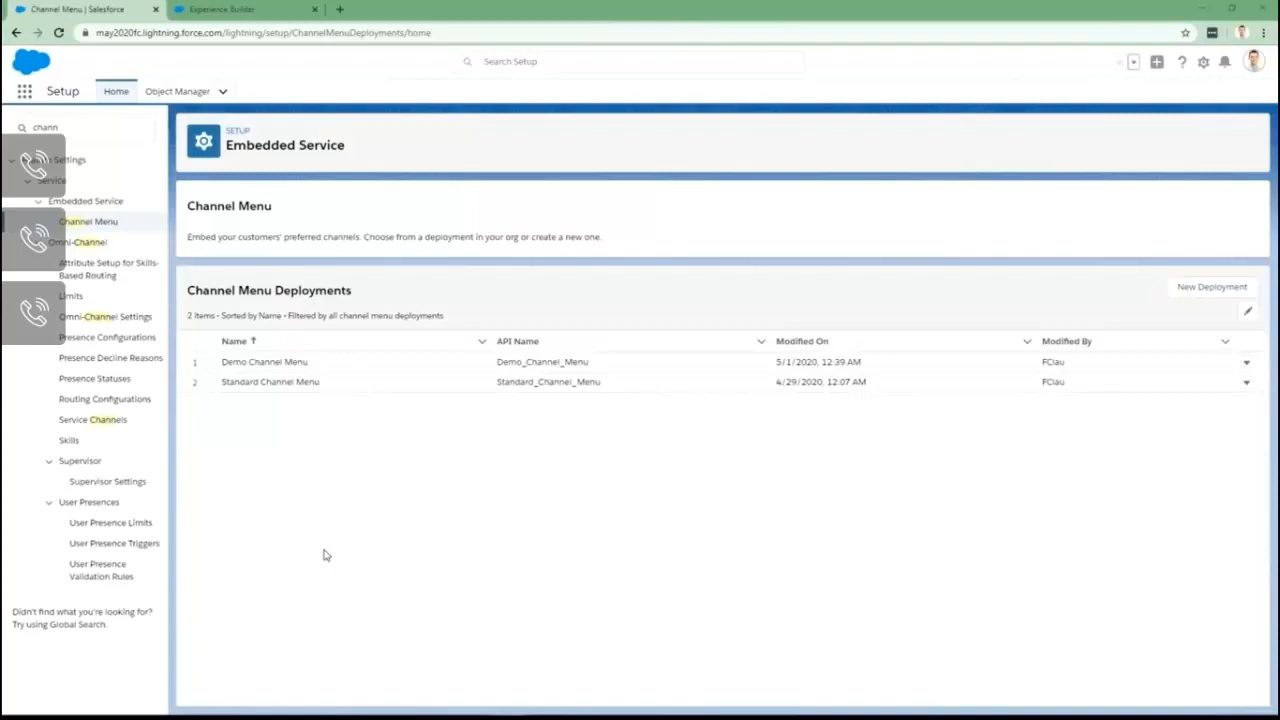 Channel Menu | Salesforce
Experience Builder
may2020fc.lightning.force.com/lightning/setup/ChannelMenuDeployments/home
Search Setup
Setup
Home
Object Manager
chann
Settings
Service
Embedded Service
Channel Menu
Omni-Channel
Attribute Setup for Skills-
Based Routing
Limits
Omni-Channel Settings
Presence Configurations
Presence Decline Reasons
Presence Statuses
Routing Configurations
Service Channels
Skills
Supervisor
Supervisor Settings
User Presences
User Presence Limits
User Presence Triggers
User Presence
Validation Rules
Didn't find what you're looking for?
Try using Global Search.
SETUP
Embedded Service
Channel Menu
Embed your customers' preferred channels. Choose from a deployment in your org or create a new one.
Channel Menu Deployments
New Deployment
2 items • Sorted by Name • Filtered by all channel menu deployments
Name API Name Modified On Modified By
1 Demo Channel Menu Demo_Channel_Menu 5/1/2020, 12:39 AM FClau
2 Standard Channel Menu Standard_Channel_Menu 4/29/2020, 12:07 AM FClau